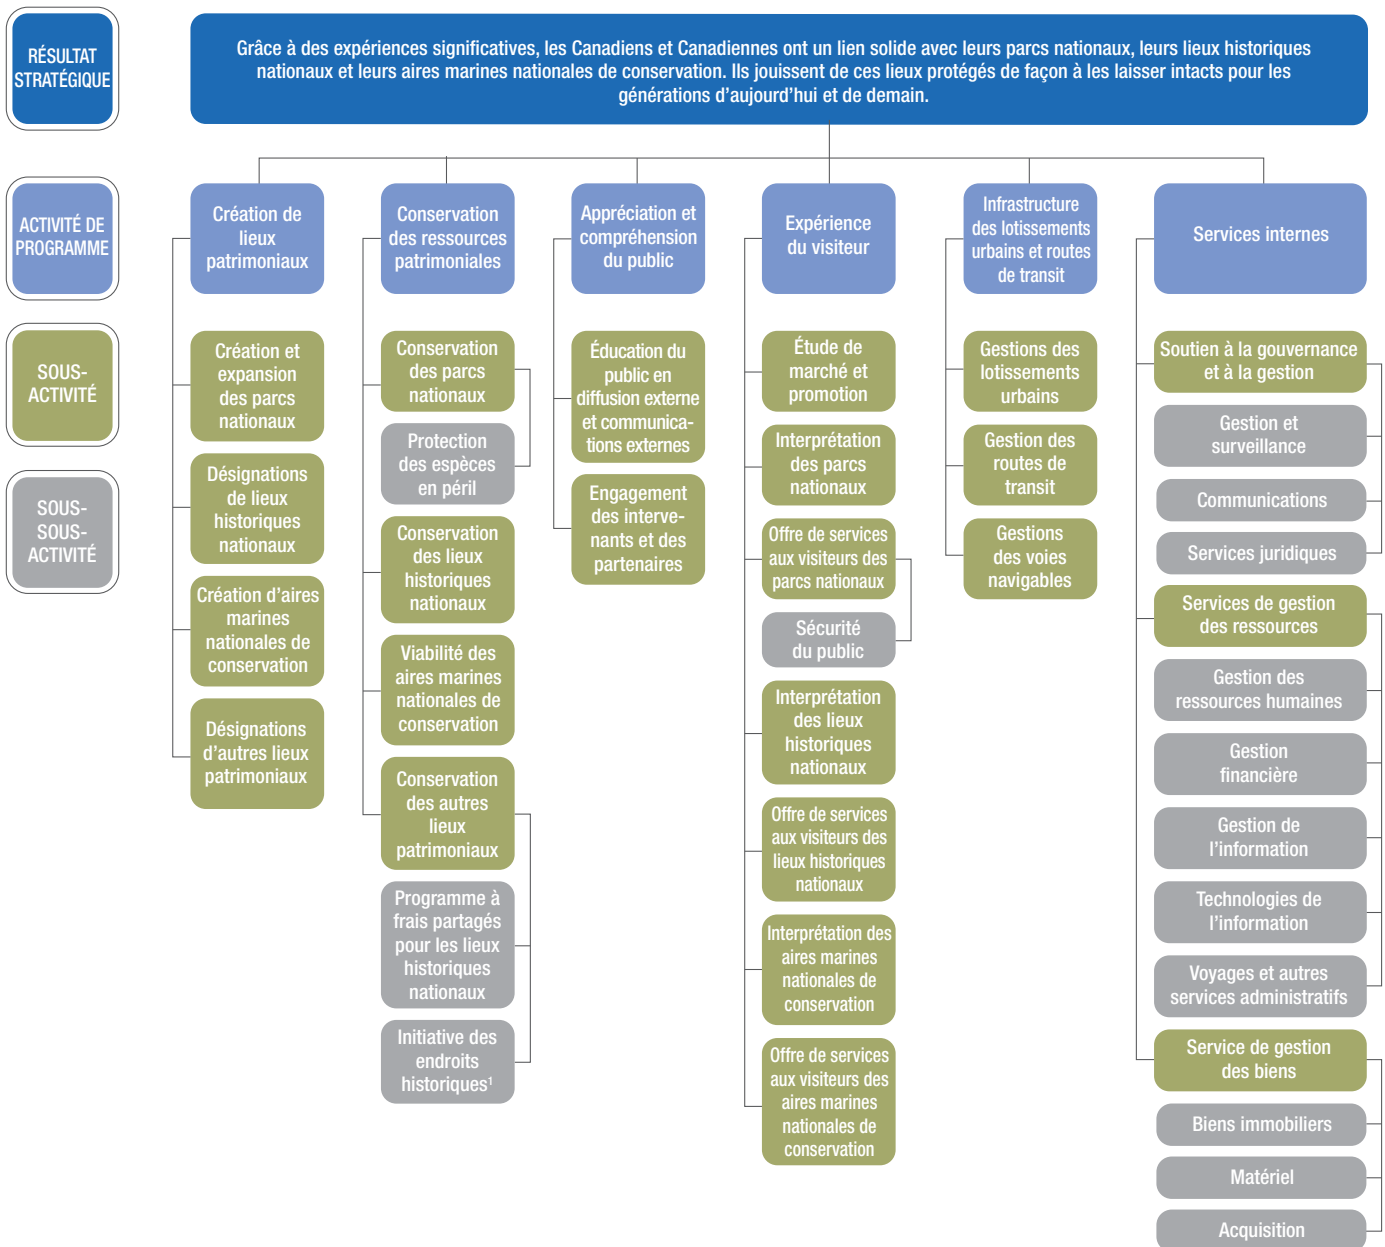 RÉSULTAT
STRATÉGIQUE
Grâce à des expériences significatives, les Canadiens et Canadiennes ont un lien solide avec leurs parcs nationaux, leurs lieux historiques
nationaux et leurs aires marines nationales de conservation. Ils jouissent de ces lieux protégés de façon à les laisser intacts pour les
générations d’aujourd’hui et de demain.
ACTIVITÉ DE
PROGRAMME
SOUS-
ACTIVITÉ
SOUS-
SOUS-
ACTIVITÉ
Création de
lieux
patrimoniaux
Création et
expansion
des parcs
nationaux
Désignations
de lieux
historiques
nationaux
Création d’aires
marines
nationales de
conservation
Désignations
d’autres lieux
patrimoniaux
Conservation
des ressources
patrimoniales
Conservation
des parcs
nationaux
Protection
des espèces
en péril
Conservation
des lieux
historiques
nationaux
Viabilité des
aires marines
nationales de
conservation
Conservation
des autres
lieux
patrimoniaux
Programme à
frais partagés
pour les lieux
historiques
nationaux
Initiative des
endroits
historiques¹
Appréciation et
compréhension
du public
Éducation du
public en
diffusion externe
et communica-
tions externes
Engagement
des interve-
nants et des
partenaires
Expérience
du visiteur
Étude de
marché et
promotion
Interprétation
des parcs
nationaux
Offre de services
aux visiteurs des
parcs nationaux
Sécurité
du public
Interprétation
des lieux
historiques
nationaux
Offre de services
aux visiteurs des
lieux historiques
nationaux
Interprétation des
aires marines
nationales de
conservation
Offre de services
aux visiteurs des
aires marines
nationales de
conservation
Infrastructure
des lotissements
urbains et routes
de transit
Gestions des
lotissements
urbains
Gestion des
routes de
transit
Gestions
des voies
navigables
Services internes
Soutien à la gouvernance
et à la gestion
Gestion et
surveillance
Communications
Services juridiques
Services de gestion
des ressources
Gestion des
ressources humaines
Gestion
financière
Gestion de
l’information
Technologies de
l’information
Voyages et autres
services administratifs
Service de gestion
des biens
Biens immobiliers
Matériel
Acquisition